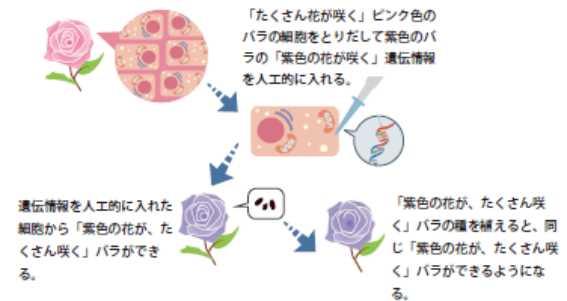 「たくさん花が咲く」ピンク色の
バラの細胞をとりだして紫色のバ
ラの「紫色の花が咲く」遺伝情報
を人工的に入れる。
遺伝情報を人工的に入れた
細胞から「紫色の花が、た
くさん咲く」バラができ
る。
「紫色の花が、たくさん咲
く」バラの種を植えると、同
じ「紫色の花が、たくさん咲
く」バラができるようにな
る。